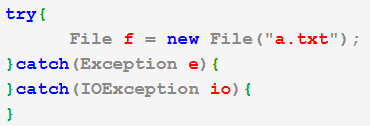 try{
File f = new File("a.txt");
}catch(Exception e){
}catch(IOException io){
}